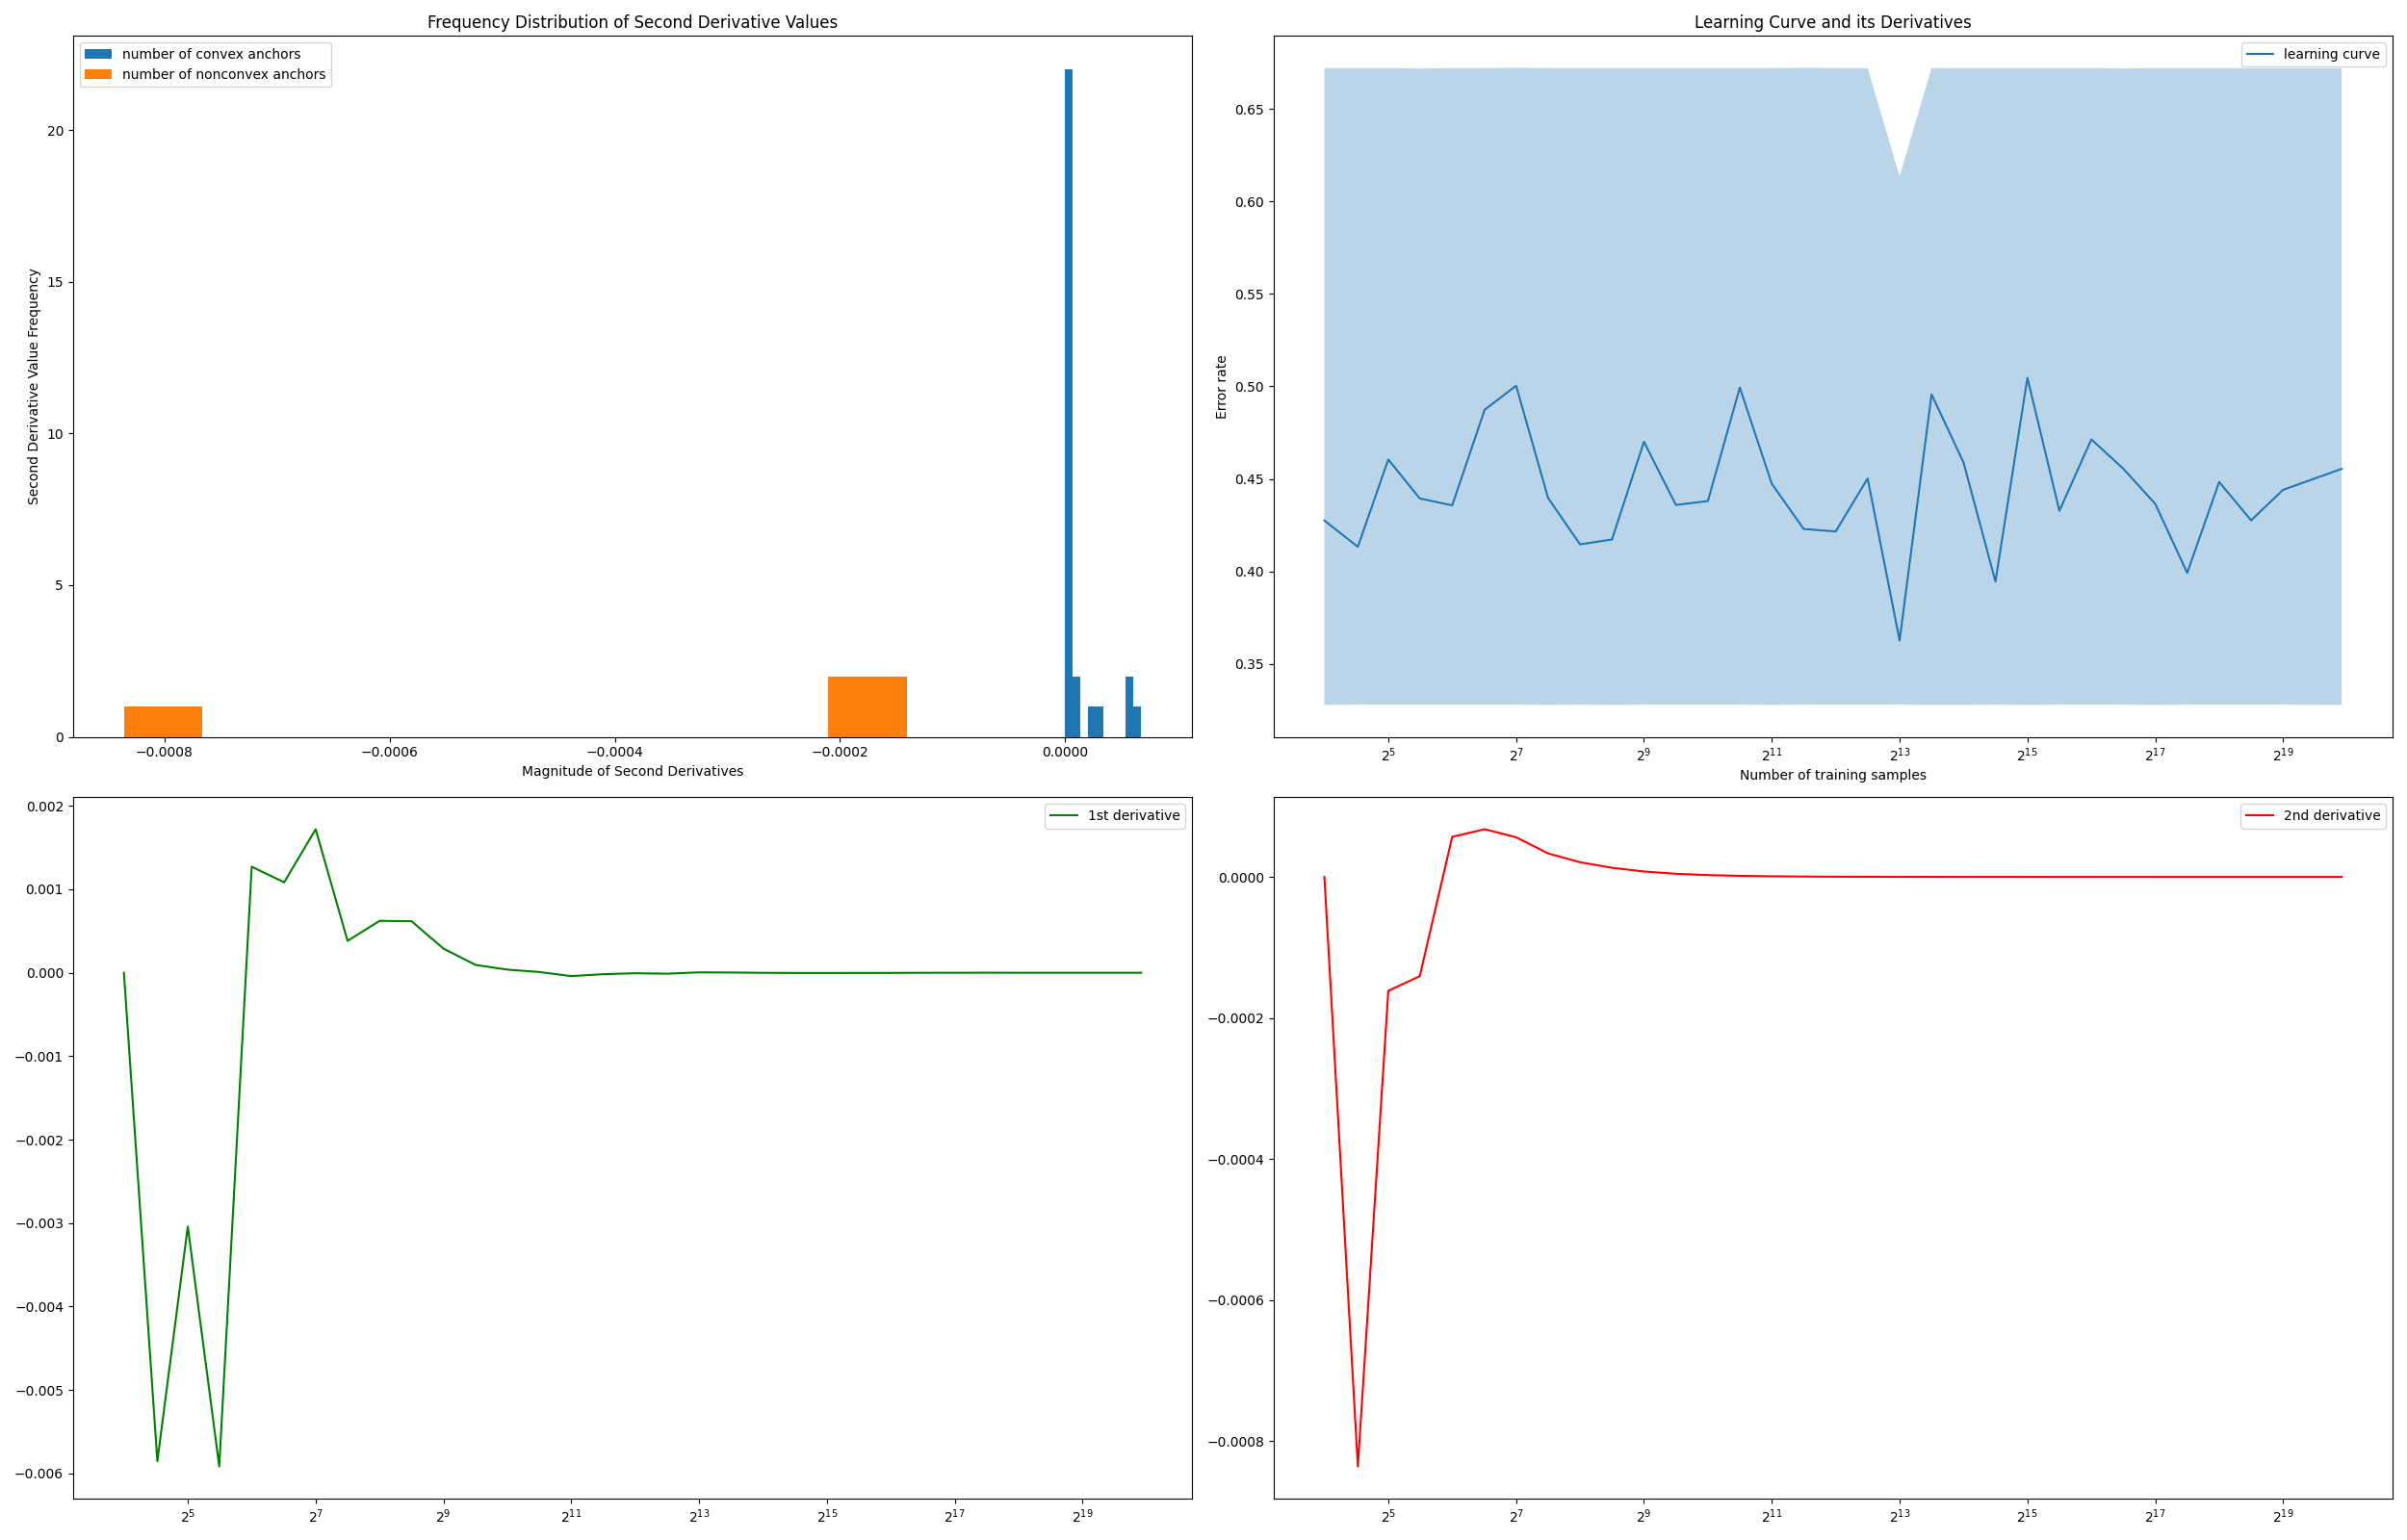 Frequency Distribution of Second Derivative Values
number of convex anchors
number of nonconvex anchors
Second Derivative Value Frequency
20
15
10
5
0
−0.0008 −0.0006 −0.0004 −0.0002 0.0000
Magnitude of Second Derivatives
Learning Curve and its Derivatives
learning curve
Error rate
0.65
0.60
0.55
0.50
0.45
0.40
0.35
2^5 2^7 2^9 2^11 2^13 2^15 2^17 2^19
Number of training samples
1st derivative
0.002
0.001
0.000
−0.001
−0.002
−0.003
−0.004
−0.005
−0.006
2^5 2^7 2^9 2^11 2^13 2^15 2^17 2^19
2nd derivative
0.0000
−0.0002
−0.0004
−0.0006
−0.0008
2^5 2^7 2^9 2^11 2^13 2^15 2^17 2^19